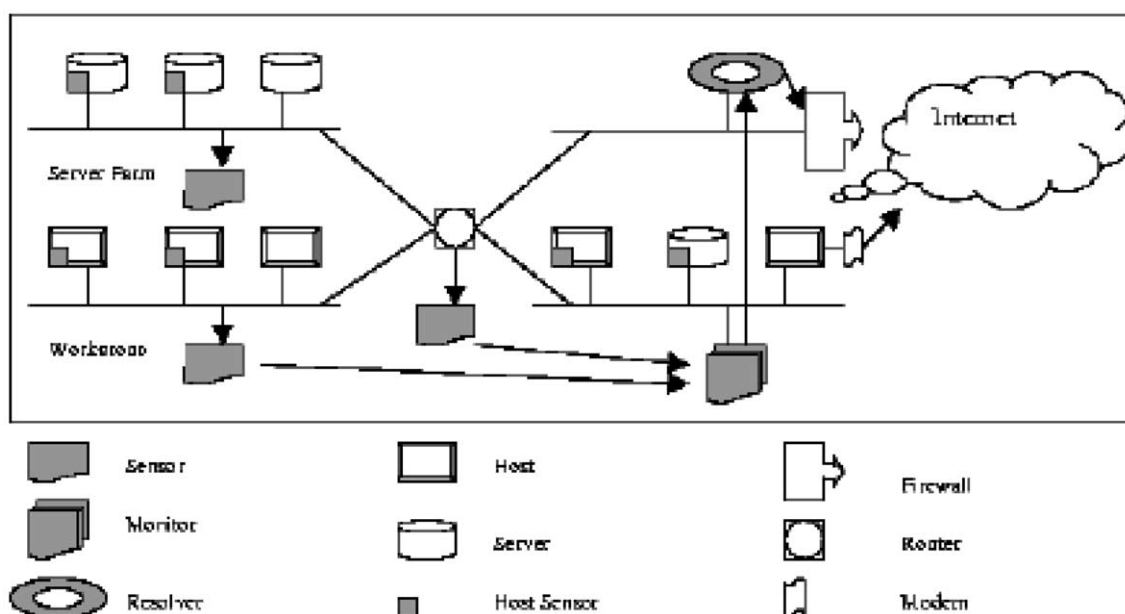 Internet
Server Farm
Sensor
Host
Firewall
Monitor
Server
Router
Resolver
Host Sensor
Modem